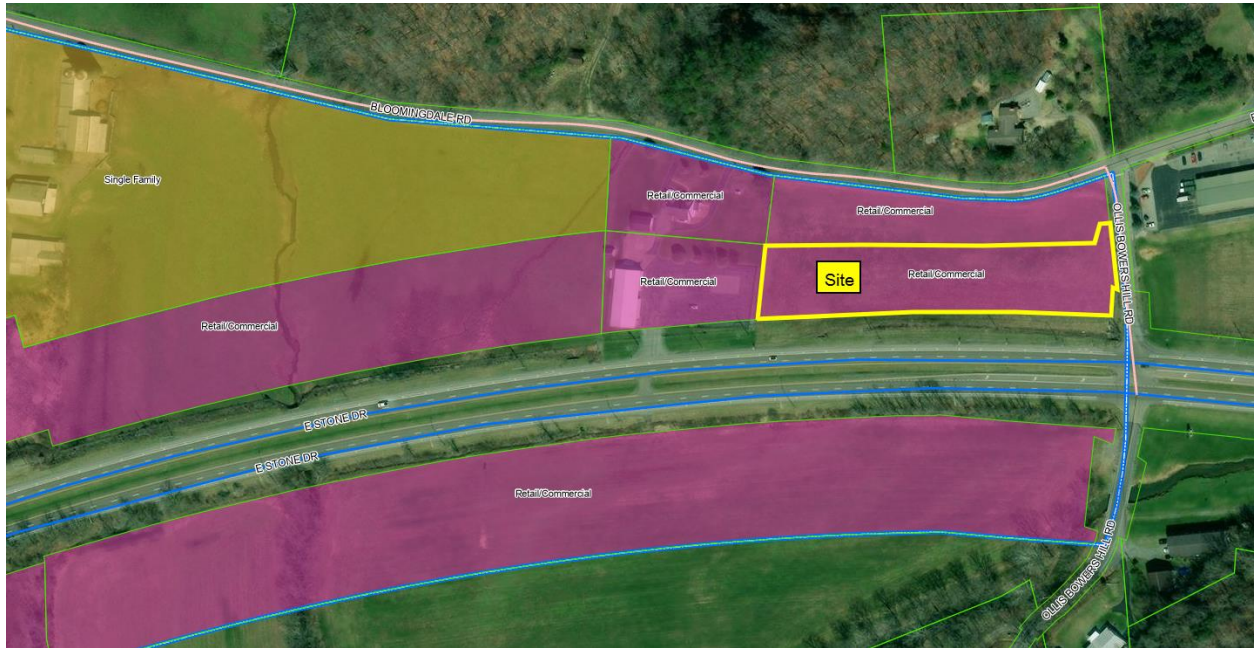 BLOOMINGDALE RD
Single Family
Retail/Commercial
Retail/Commercial
OLLIS BOWERS HILL RD
Retail/Commercial
Site
Retail/Commercial
Retail/Commercial
E STONE DR
E STONE DR
Retail/Commercial
OLLIS BOWERS HILL RD